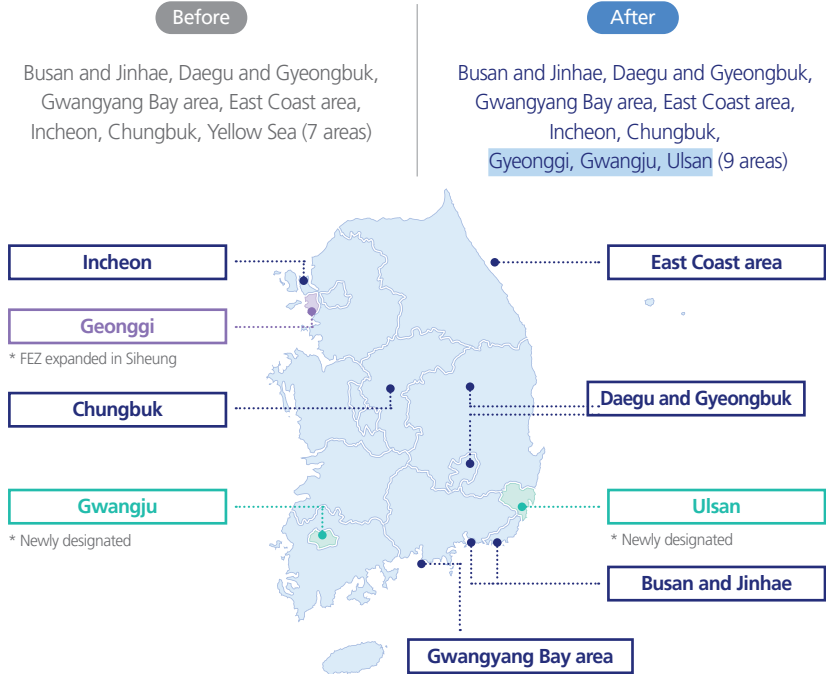 Before
Busan and Jinhae, Daegu and Gyeongbuk,
Gwangyang Bay area, East Coast area,
Incheon, Chungbuk, Yellow Sea (7 areas)
After
Busan and Jinhae, Daegu and Gyeongbuk,
Gwangyang Bay area, East Coast area,
Incheon, Chungbuk,
Gyeonggi, Gwangju, Ulsan (9 areas)
Incheon
East Coast area
Geonggi
* FEZ expanded in Siheung
Chungbuk
Daegu and Gyeongbuk
Gwangju
* Newly designated
Ulsan
* Newly designated
Busan and Jinhae
Gwangyang Bay area